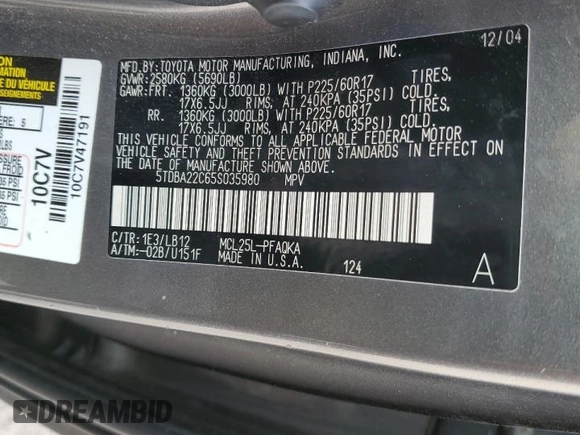 MFD.BY:TOYOTA MOTOR MANUFACTURING, INDIANA, INC. 12/04
GVWR:2580KG (5690LB)
GAWR:FRT. 1360KG (3000LB) WITH P225/60R17 TIRES,
17X6.5JJ RIMS, AT 240KPA (35PSI) COLD.
RR. 1360KG (3000LB) WITH P225/60R17 TIRES,
17X6.5JJ RIMS, AT 240KPA (35PSI) COLD.
THIS VEHICLE CONFORMS TO ALL APPLICABLE FEDERAL MOTOR
VEHICLE SAFETY AND THEFT PREVENTION STANDARDS IN EFFECT ON THE
DATE OF MANUFACTURE SHOWN ABOVE.
5TDBA22C65S035980 MPV
C/TR:1E3/LB12 MCL25L-PFAQKA
A/TM:-02B/U151F MADE IN U.S.A. 124 A
DU VÉHICULE
10C7V
10C7V47191
DREAMBID